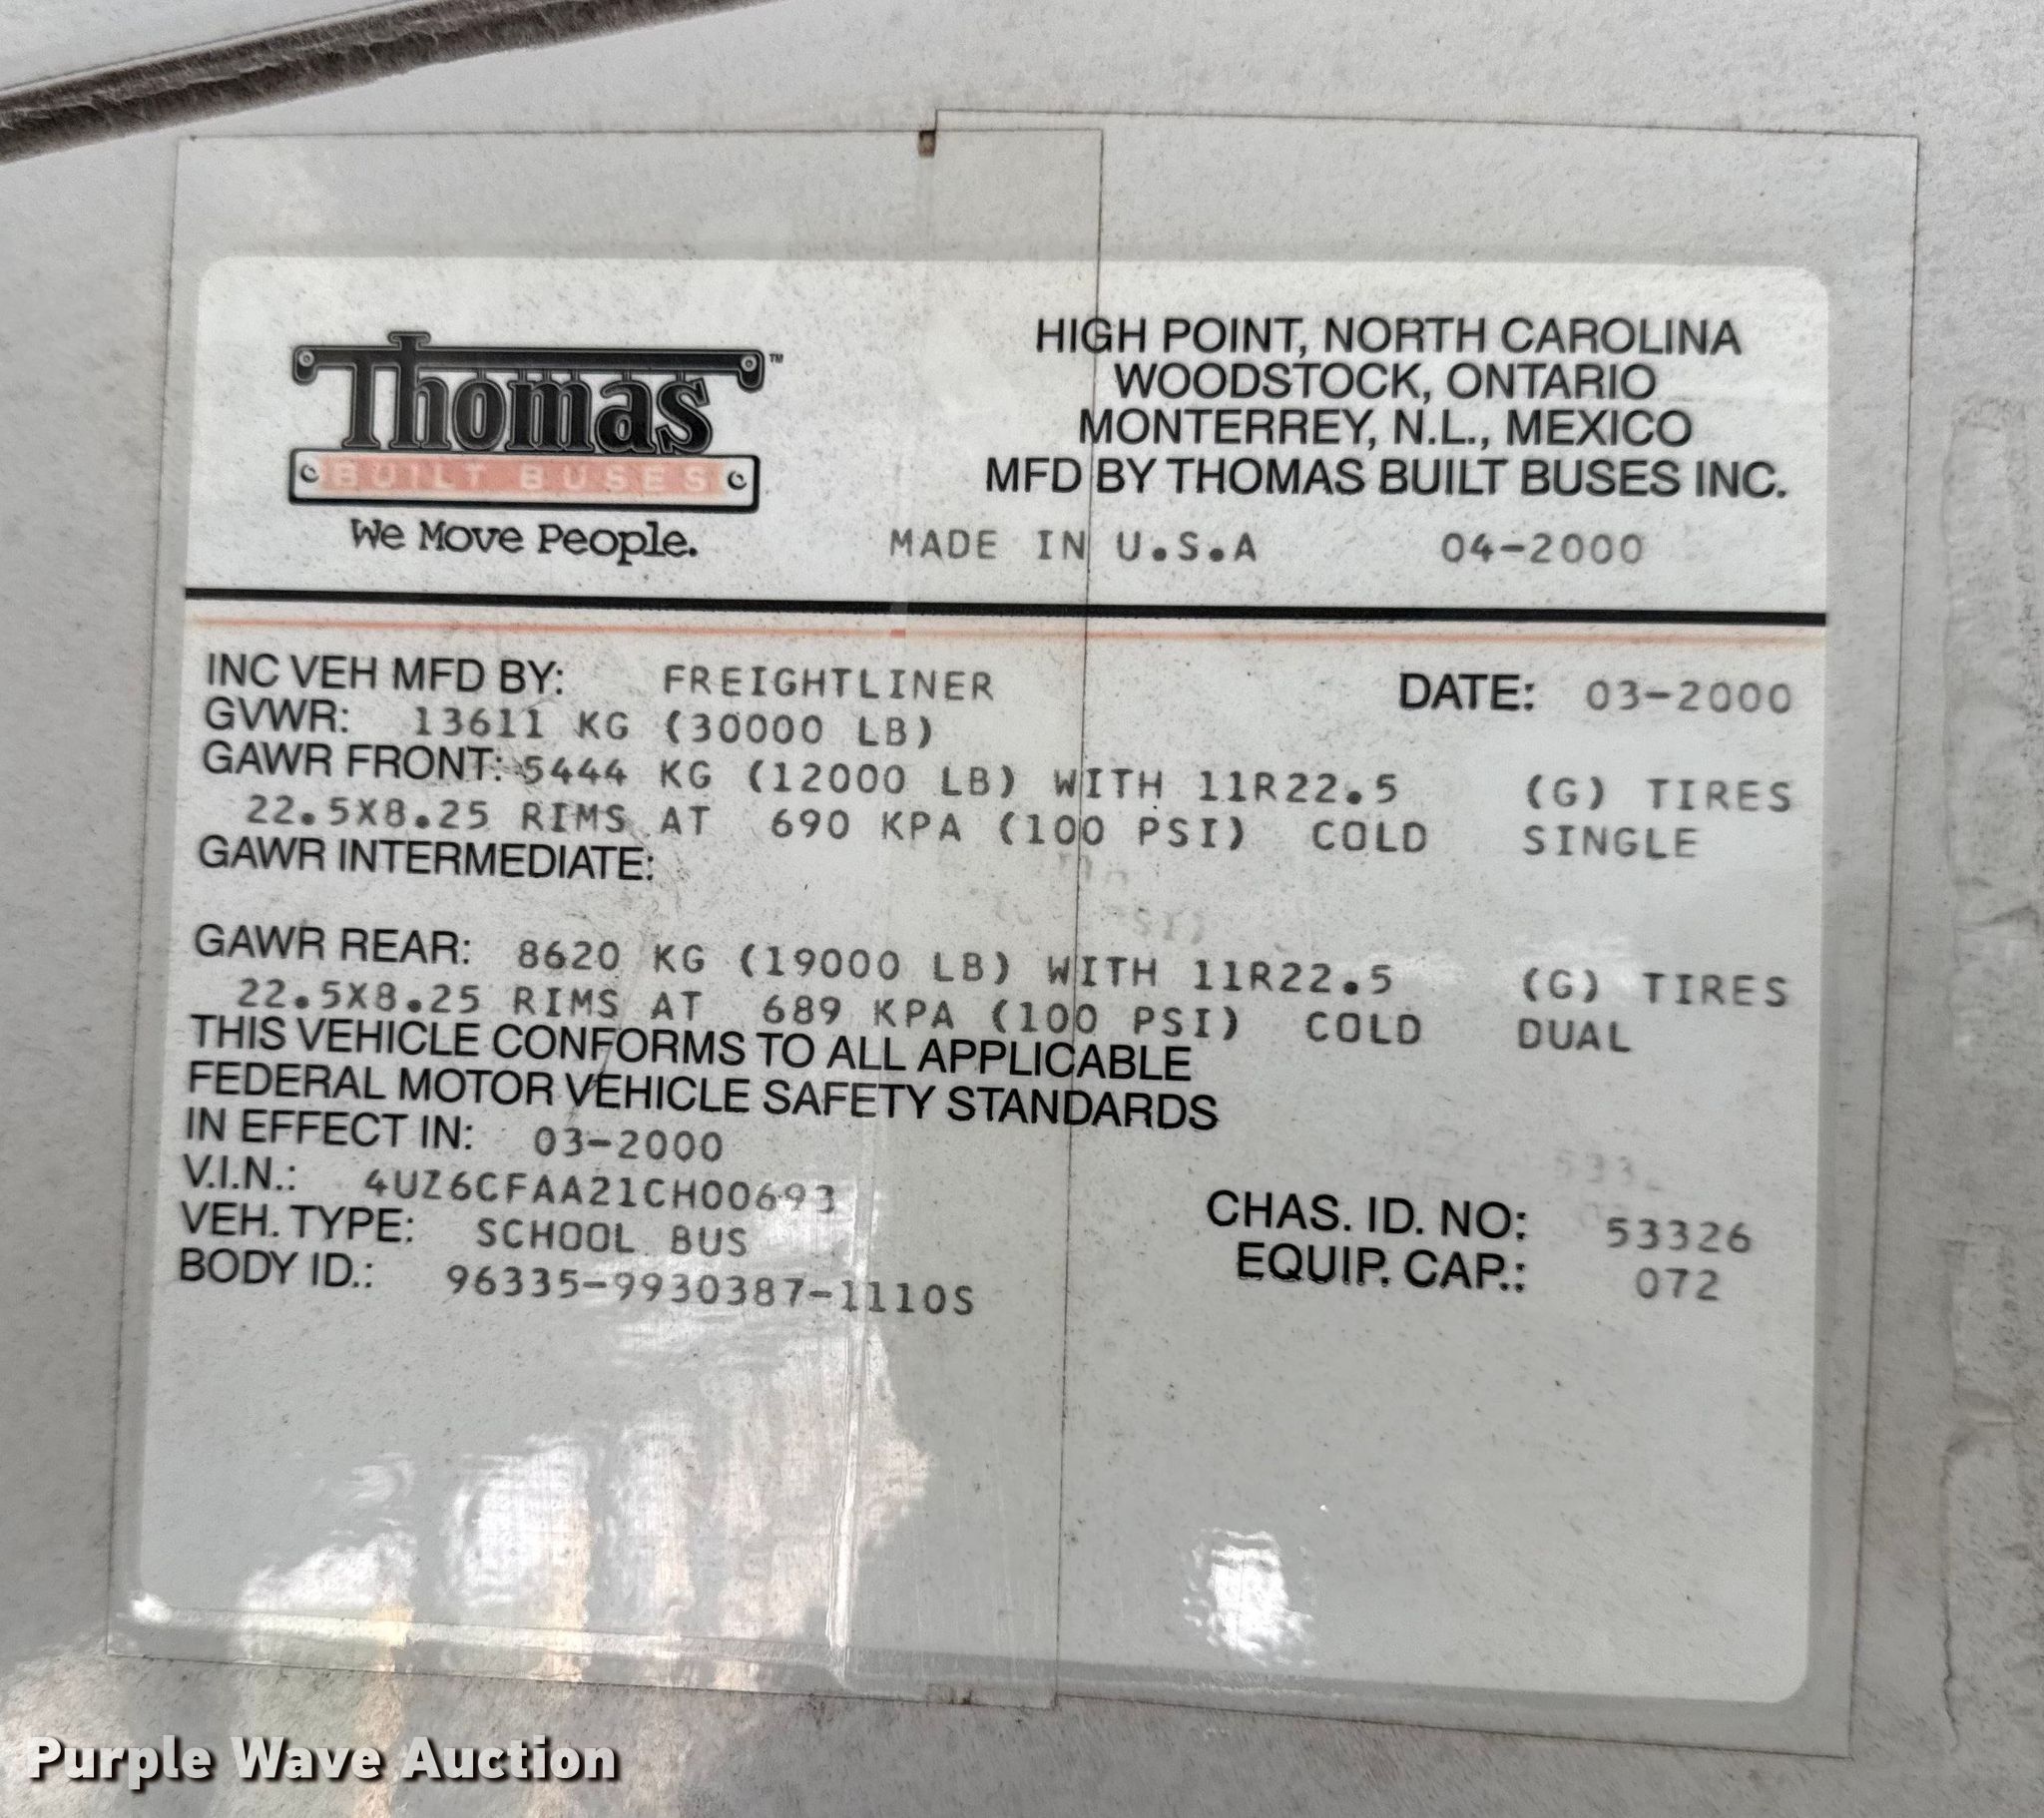 Thomas™
BUILT BUSES
We Move People.
HIGH POINT, NORTH CAROLINA
WOODSTOCK, ONTARIO
MONTERREY, N.L., MEXICO
MFD BY THOMAS BUILT BUSES INC.
MADE IN U.S.A 04-2000
INC VEH MFD BY: FREIGHTLINER DATE: 03-2000
GVWR: 13611 KG (30000 LB)
GAWR FRONT: 5444 KG (12000 LB) WITH 11R22.5 (G) TIRES
22.5X8.25 RIMS AT 690 KPA (100 PSI) COLD SINGLE
GAWR INTERMEDIATE:
GAWR REAR: 8620 KG (19000 LB) WITH 11R22.5 (G) TIRES
22.5X8.25 RIMS AT 689 KPA (100 PSI) COLD DUAL
THIS VEHICLE CONFORMS TO ALL APPLICABLE
FEDERAL MOTOR VEHICLE SAFETY STANDARDS
IN EFFECT IN: 03-2000
V.I.N.: 4UZ6CFAA21CH00693
VEH. TYPE: SCHOOL BUS CHAS. ID. NO: 53326
BODY ID.: 96335-9930387-1110S EQUIP. CAP.: 072
Purple Wave Auction